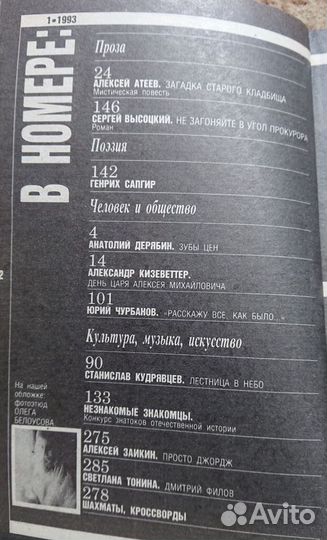 1•1993
В НОМЕРЕ:
Проза
24
АЛЕКСЕЙ АТЕЕВ. ЗАГАДКА СТАРОГО КЛАДБИЩА
Мистическая повесть
146
СЕРГЕЙ ВЫСОЦКИЙ. НЕ ЗАГОНЯЙТЕ В УГОЛ ПРОКУРОРА
Роман
Поэзия
142
ГЕНРИХ САПГИР
Человек и общество
4
АНАТОЛИЙ ДЕРЯБИН. ЗУБЫ ЦЕН
14
АЛЕКСАНДР КИЗЕВЕТТЕР.
ДЕНЬ ЦАРЯ АЛЕКСЕЯ МИХАЙЛОВИЧА
101
ЮРИЙ ЧУРБАНОВ. «РАССКАЖУ ВСЕ, КАК БЫЛО...»
Культура, музыка, искусство
90
СТАНИСЛАВ КУДРЯВЦЕВ. ЛЕСТНИЦА В НЕБО
133
НЕЗНАКОМЫЕ ЗНАКОМЦЫ.
Конкурс знатоков отечественной истории
275
АЛЕКСЕЙ ЗАИКИН. ПРОСТО ДЖОРДЖ
285
СВЕТЛАНА ТОНИНА. ДМИТРИЙ ФИЛОВ
278
ШАХМАТЫ, КРОССВОРДЫ
На нашей
обложке:
фотоэтюд
ОЛЕГА
БЕЛОУСОВА
2
Avito